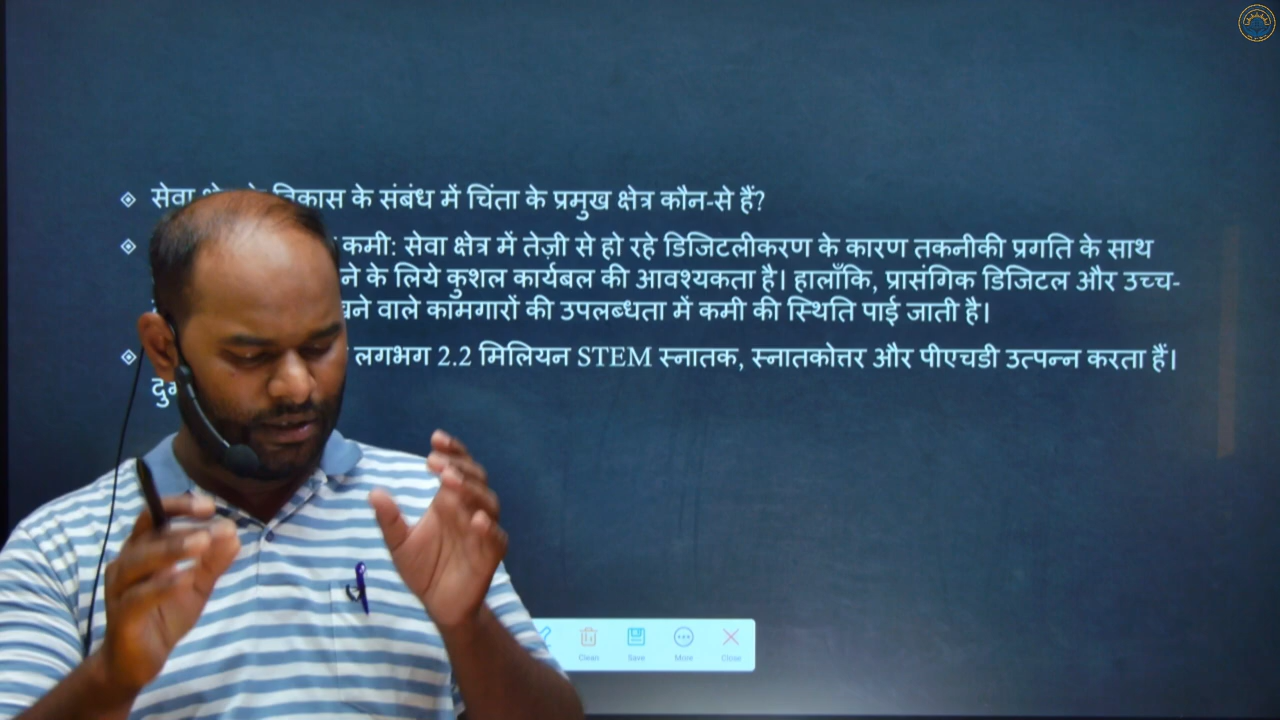 सेवा के विकास के संबंध में चिंता के प्रमुख क्षेत्र कौन-से हैं?
कमी: सेवा क्षेत्र में तेज़ी से हो रहे डिजिटलीकरण के कारण तकनीकी प्रगति के साथ
के लिये कुशल कार्यबल की आवश्यकता है। हालाँकि, प्रासंगिक डिजिटल और उच्च-
वाले कामगारों की उपलब्धता में कमी की स्थिति पाई जाती है।
लगभग 2.2 मिलियन STEM स्नातक, स्नातकोत्तर और पीएचडी उत्पन्न करता हैं।
Clean Save More Close